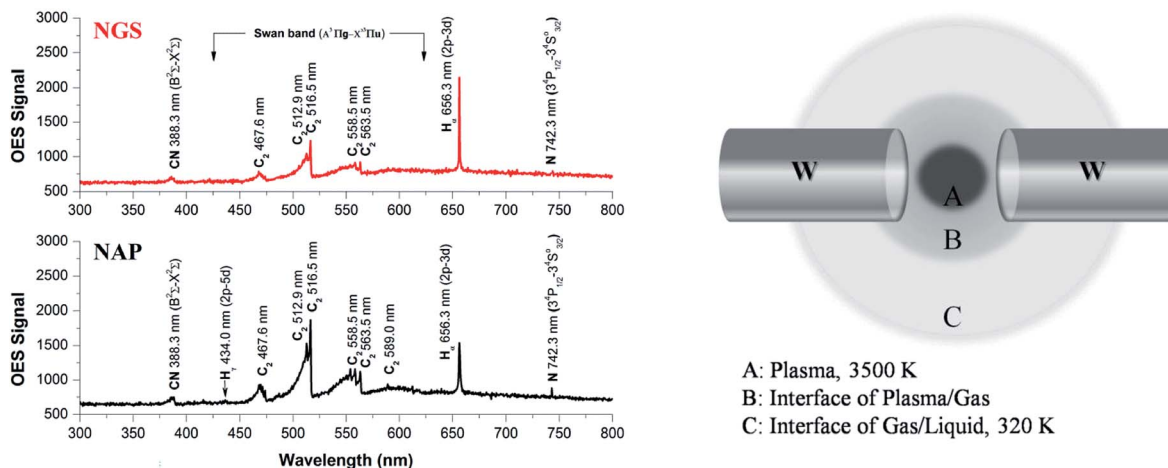 NGS
Swan band (A³Πg–X'³Πu)
CN 388.3 nm (B²Σ-X²Σ)
C₂ 467.6 nm
C₂ 512.9 nm
C₂ 516.5 nm
C₂ 558.5 nm
C₂ 563.5 nm
Hα 656.3 nm (2p-3d)
N 742.3 nm (3⁴P₁/₂-3⁴S°₃/₂)
OES Signal
3000
2500
2000
1500
1000
500
300 350 400 450 500 550 600 650 700 750 800
NAP
CN 388.3 nm (B²Σ-X²Σ)
Hγ 434.0 nm (2p-5d)
C₂ 467.6 nm
C₂ 512.9 nm
C₂ 516.5 nm
C₂ 558.5 nm
C₂ 563.5 nm
C₂ 589.0 nm
Hα 656.3 nm (2p-3d)
N 742.3 nm (3⁴P₁/₂-3⁴S°₃/₂)
OES Signal
3000
2500
2000
1500
1000
500
300 350 400 450 500 550 600 650 700 750 800
Wavelength (nm)
W
W
A
B
C
A: Plasma, 3500 K
B: Interface of Plasma/Gas
C: Interface of Gas/Liquid, 320 K